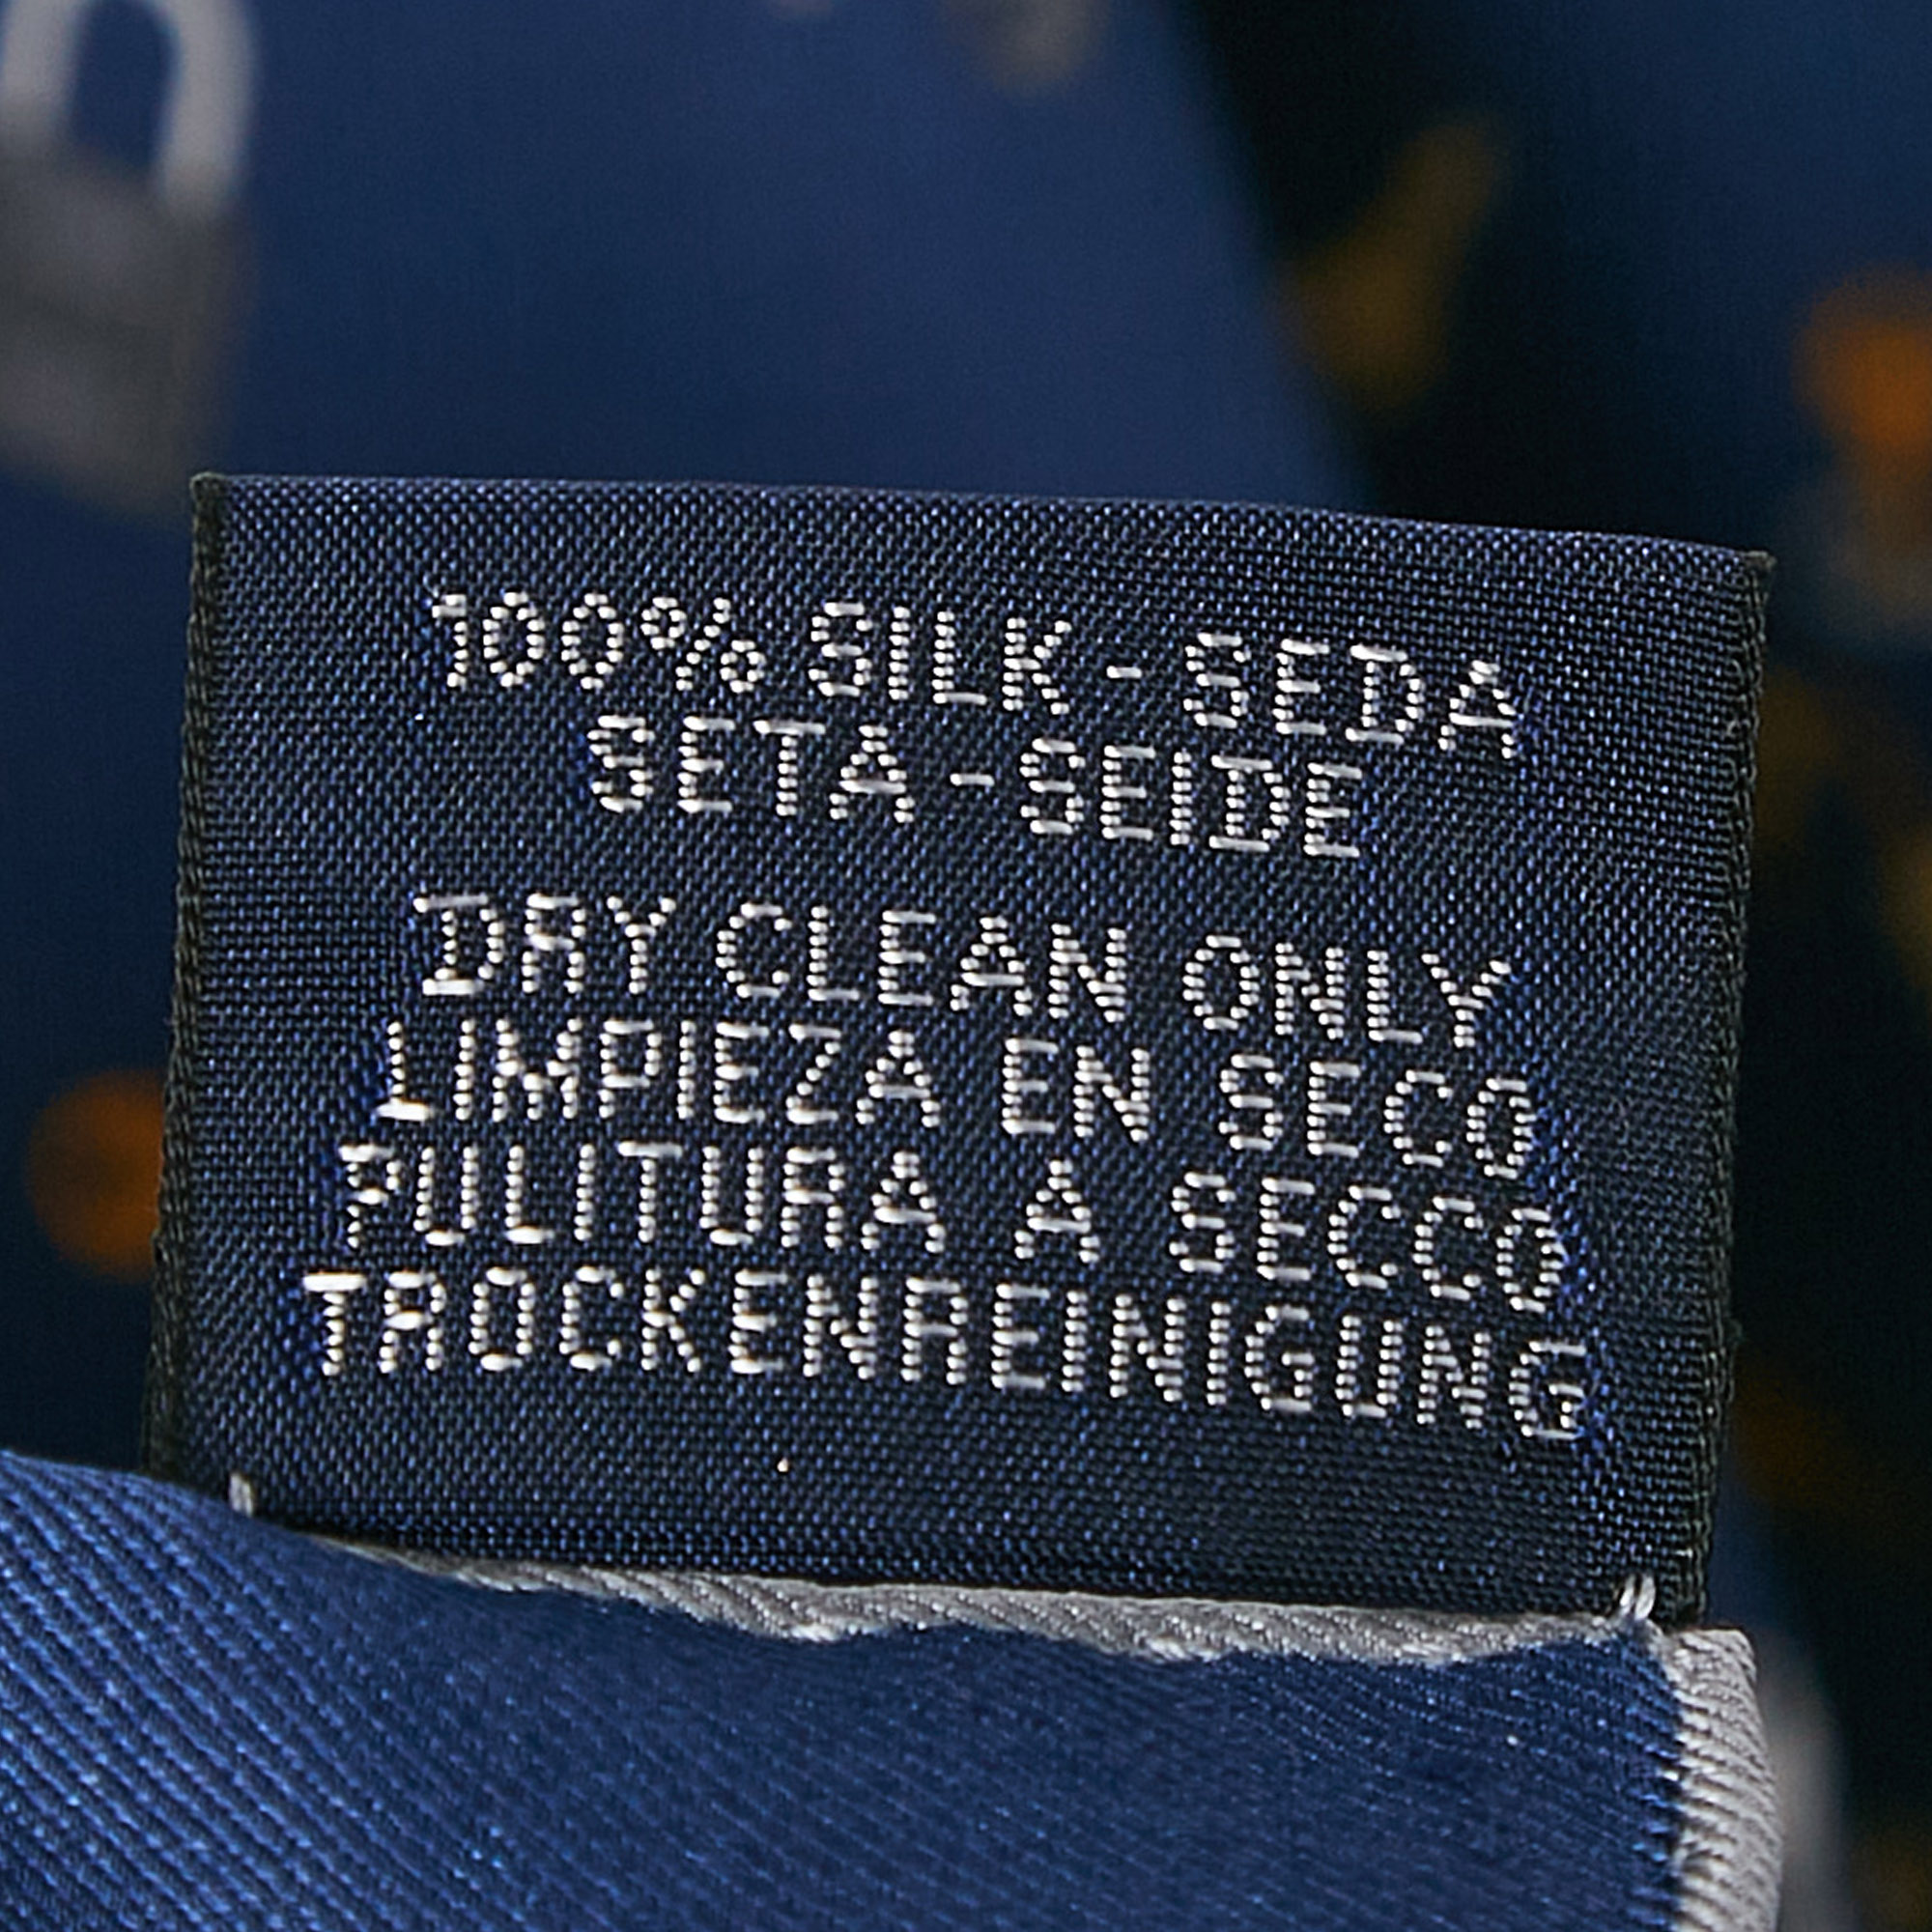 100% SILK - SEDA
SETA - SEIDE
DRY CLEAN ONLY
LIMPIEZA EN SECO
PULITURA A SECCO
TROCKENREINIGUNG